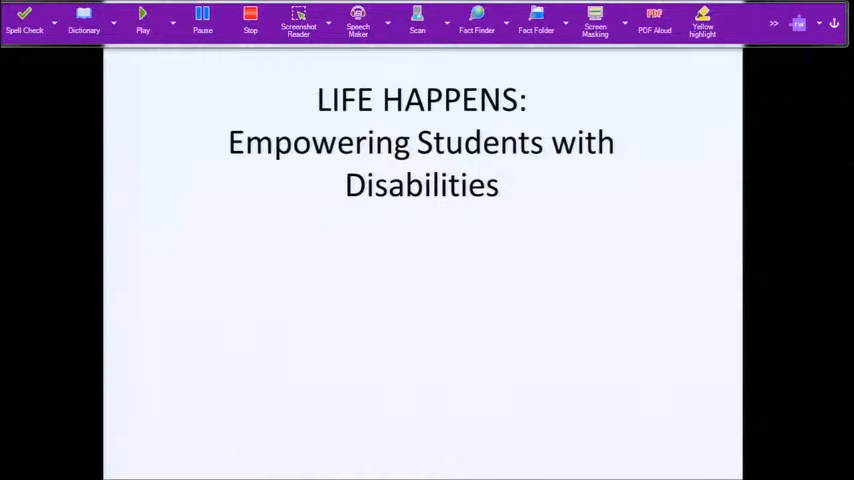 Spell Check Dictionary Play Pause Stop Screenshot Reader Speech Maker Scan Fact Finder Fact Folder Screen Masking PDF Aloud Yellow highlight
LIFE HAPPENS:
Empowering Students with
Disabilities